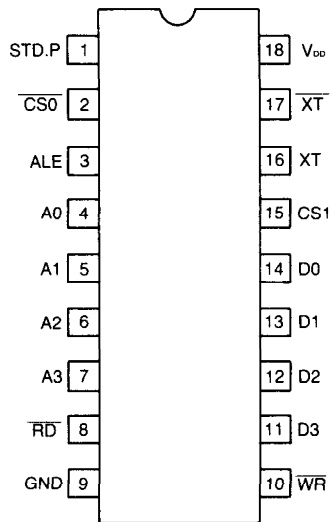 STD.P 1 18 VDD
CS0 2 17 XT
ALE 3 16 XT
A0 4 15 CS1
A1 5 14 D0
A2 6 13 D1
A3 7 12 D2
RD 8 11 D3
GND 9 10 WR